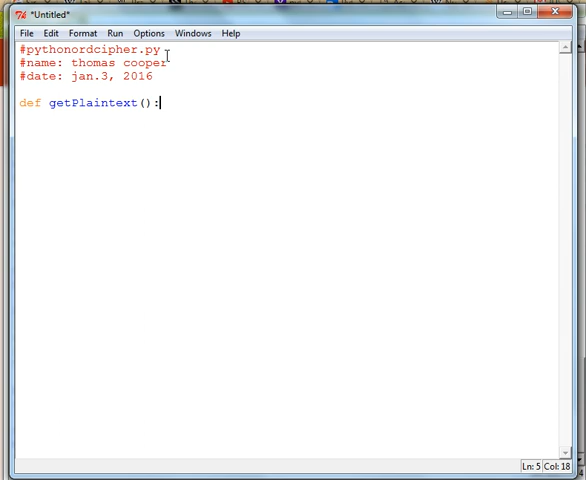 *Untitled*
File Edit Format Run Options Windows Help
#pythonordcipher.py
#name: thomas cooper
#date: jan.3, 2016
def getPlaintext():
Ln: 5 Col: 18